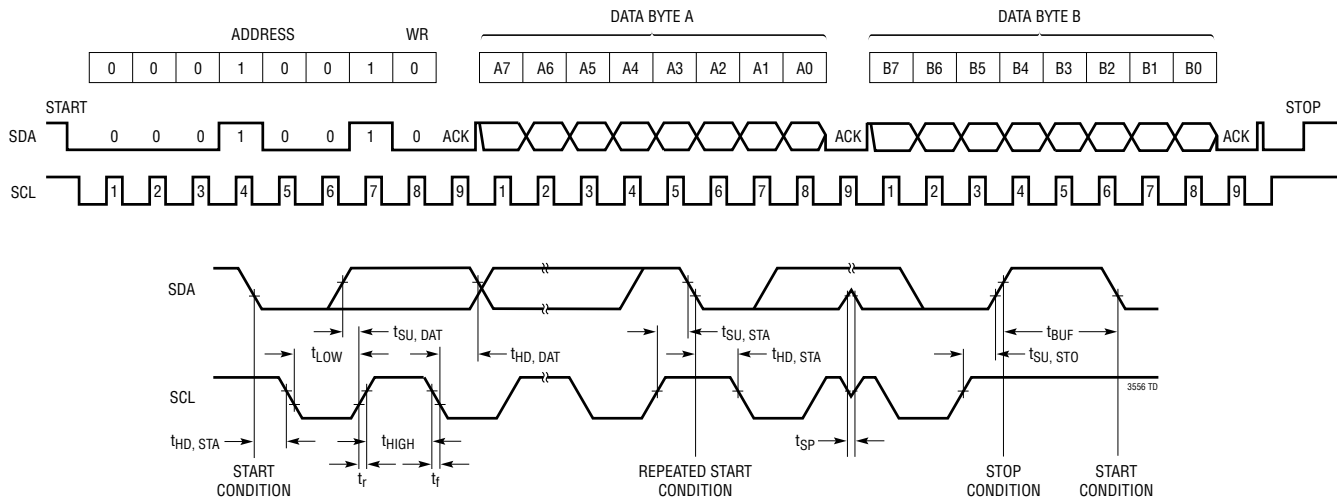 DATA BYTE A DATA BYTE B
ADDRESS WR
0 0 0 1 0 0 1 0 A7 A6 A5 A4 A3 A2 A1 A0 B7 B6 B5 B4 B3 B2 B1 B0
START STOP
SDA 0 0 0 1 0 0 1 0 ACK ACK ACK
SCL 1 2 3 4 5 6 7 8 9 1 2 3 4 5 6 7 8 9 1 2 3 4 5 6 7 8 9
SDA
tSU, DAT tSU, STA tBUF
tLOW tHD, DAT tHD, STA tSU, STO
SCL 3556 TD
tHD, STA tHIGH tSP
tr tf
START CONDITION
REPEATED START CONDITION
STOP CONDITION
START CONDITION